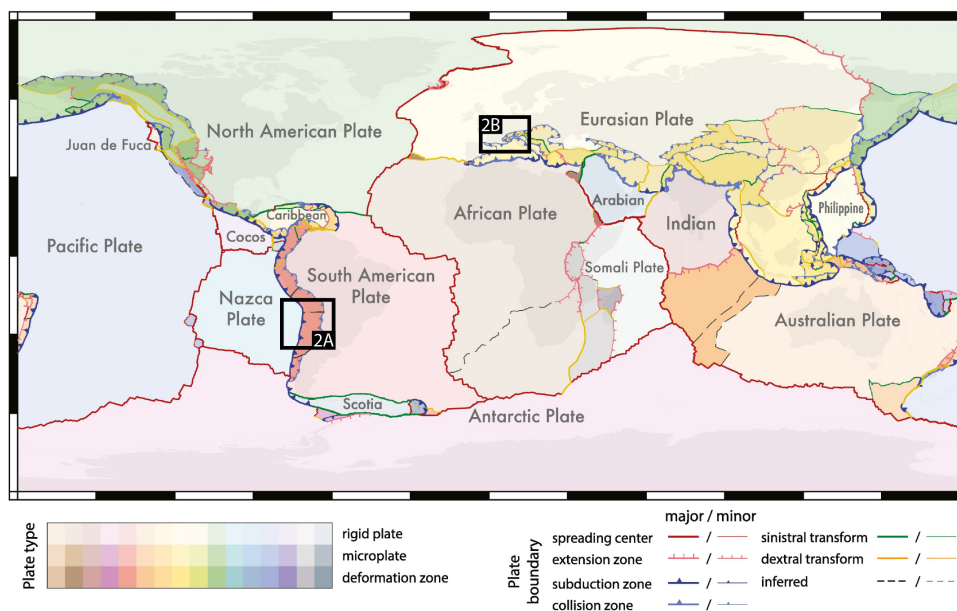 2B
North American Plate
Eurasian Plate
Juan de Fuca
Arabian
Philippine
Caribbean
African Plate
Indian
Cocos
Pacific Plate
Somali Plate
South American
Plate
Nazca
Plate
2A
Australian Plate
Scotia
Antarctic Plate
Plate type
rigid plate
microplate
deformation zone
Plate
boundary
major / minor
spreading center
/
extension zone
/
subduction zone
/
collision zone
/
sinistral transform
/
dextral transform
/
inferred
/